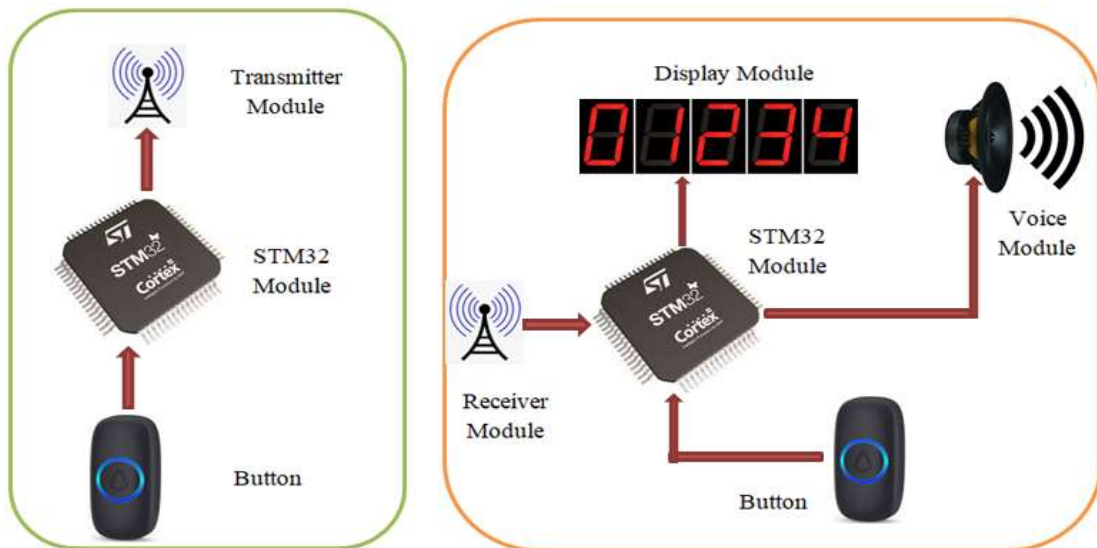 Transmitter
Module
ST
STM32
Cortex
STM32
Module
Button
Display Module
01234
Voice
Module
STM32
Module
ST
STM32
Cortex
Receiver
Module
Button